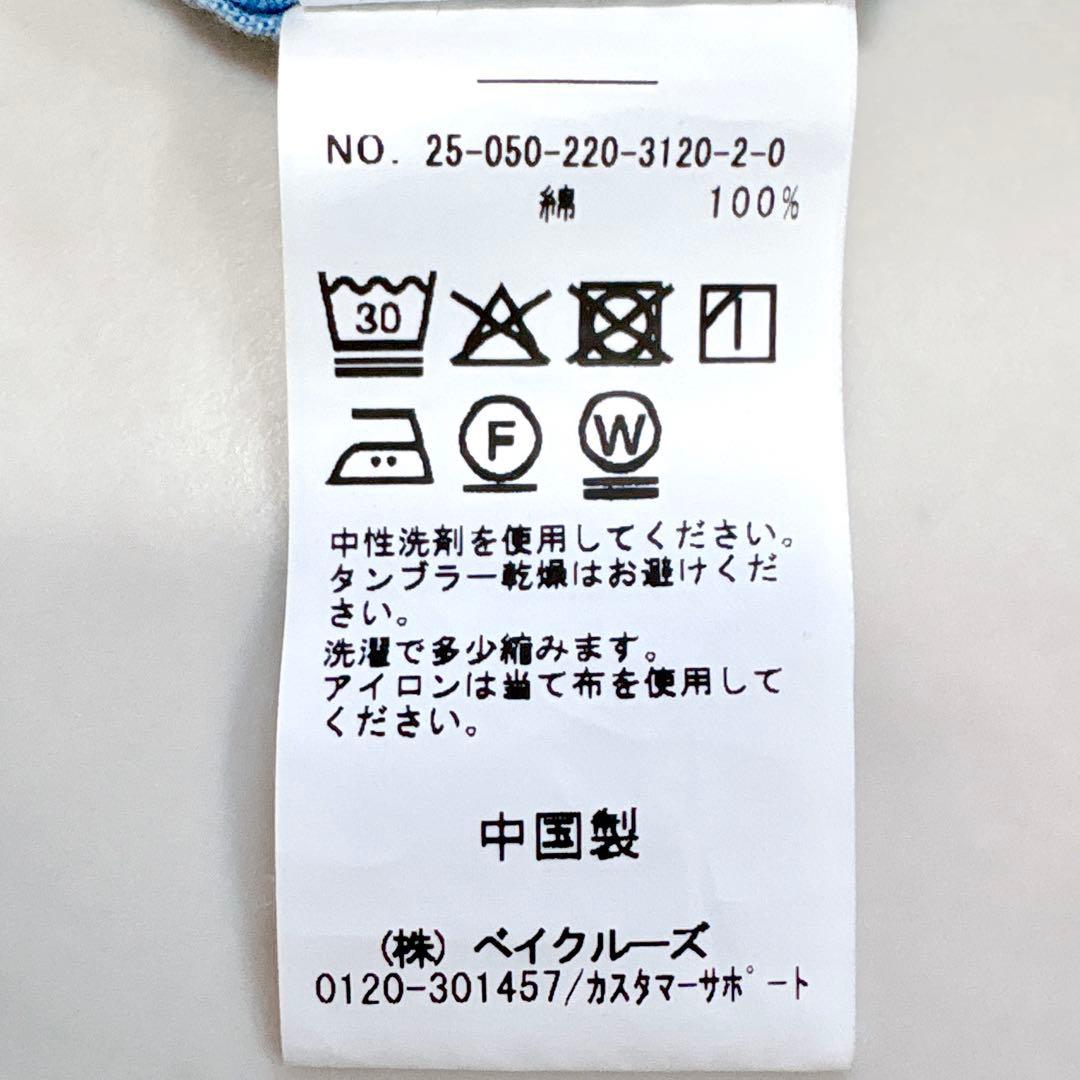 NO. 25-050-220-3120-2-0
綿 100%
30
F W
中性洗剤を使用してください。
タンブラー乾燥はお避けくだ
さい。
洗濯で多少縮みます。
アイロンは当て布を使用して
ください。
中国製
(株) ベイクルーズ
0120-301457/カスタマーサポート